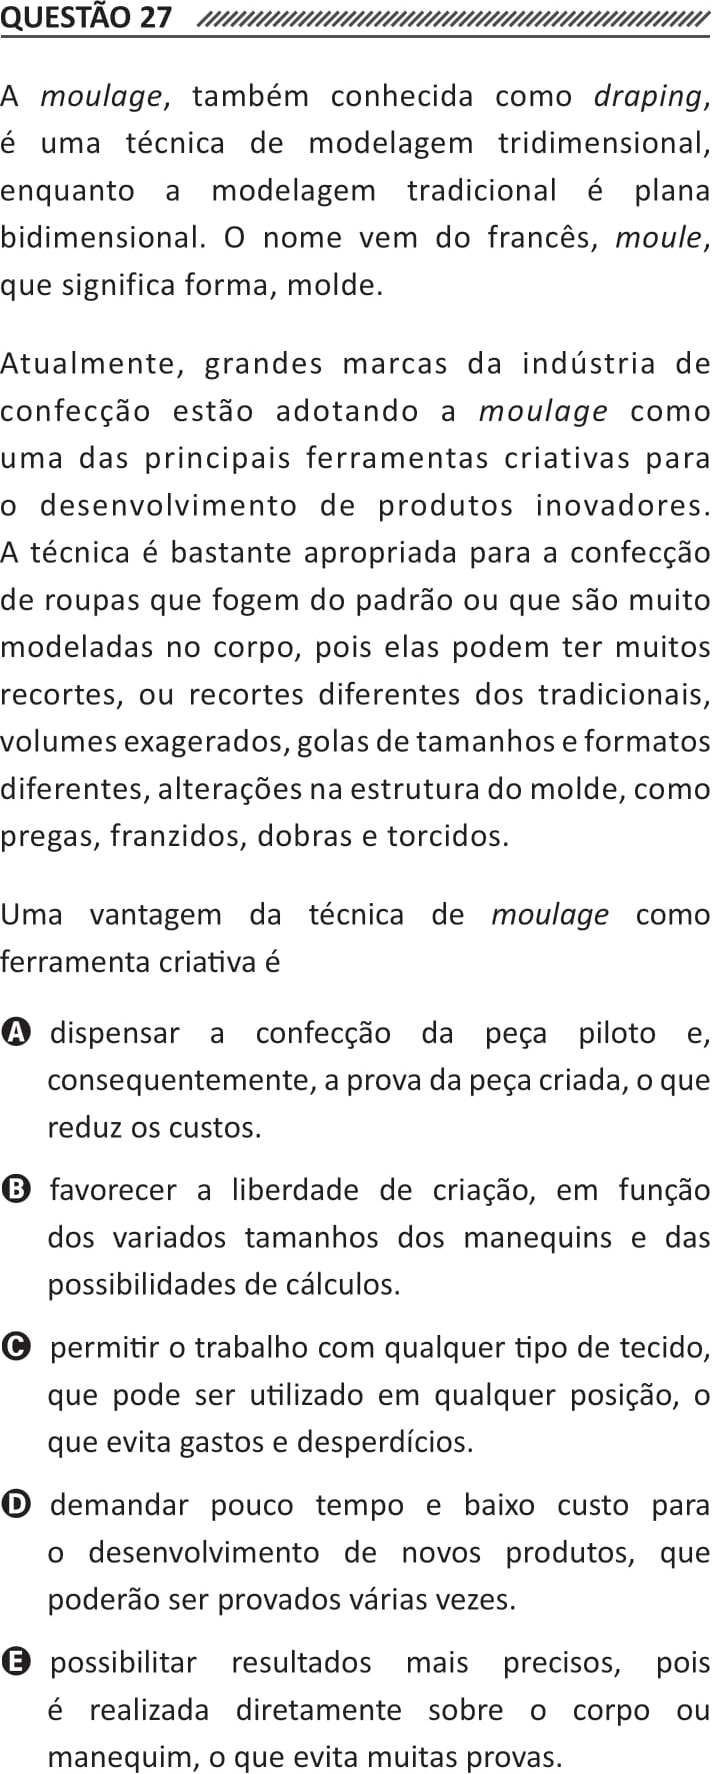 QUESTÃO 27
A moulage, também conhecida como draping,
é uma técnica de modelagem tridimensional,
enquanto a modelagem tradicional é plana
bidimensional. O nome vem do francês, moule,
que significa forma, molde.
Atualmente, grandes marcas da indústria de
confecção estão adotando a moulage como
uma das principais ferramentas criativas para
o desenvolvimento de produtos inovadores.
A técnica é bastante apropriada para a confecção
de roupas que fogem do padrão ou que são muito
modeladas no corpo, pois elas podem ter muitos
recortes, ou recortes diferentes dos tradicionais,
volumes exagerados, golas de tamanhos e formatos
diferentes, alterações na estrutura do molde, como
pregas, franzidos, dobras e torcidos.
Uma vantagem da técnica de moulage como
ferramenta criativa é
A dispensar a confecção da peça piloto e,
consequentemente, a prova da peça criada, o que
reduz os custos.
B favorecer a liberdade de criação, em função
dos variados tamanhos dos manequins e das
possibilidades de cálculos.
C permitir o trabalho com qualquer tipo de tecido,
que pode ser utilizado em qualquer posição, o
que evita gastos e desperdícios.
D demandar pouco tempo e baixo custo para
o desenvolvimento de novos produtos, que
poderão ser provados várias vezes.
E possibilitar resultados mais precisos, pois
é realizada diretamente sobre o corpo ou
manequim, o que evita muitas provas.